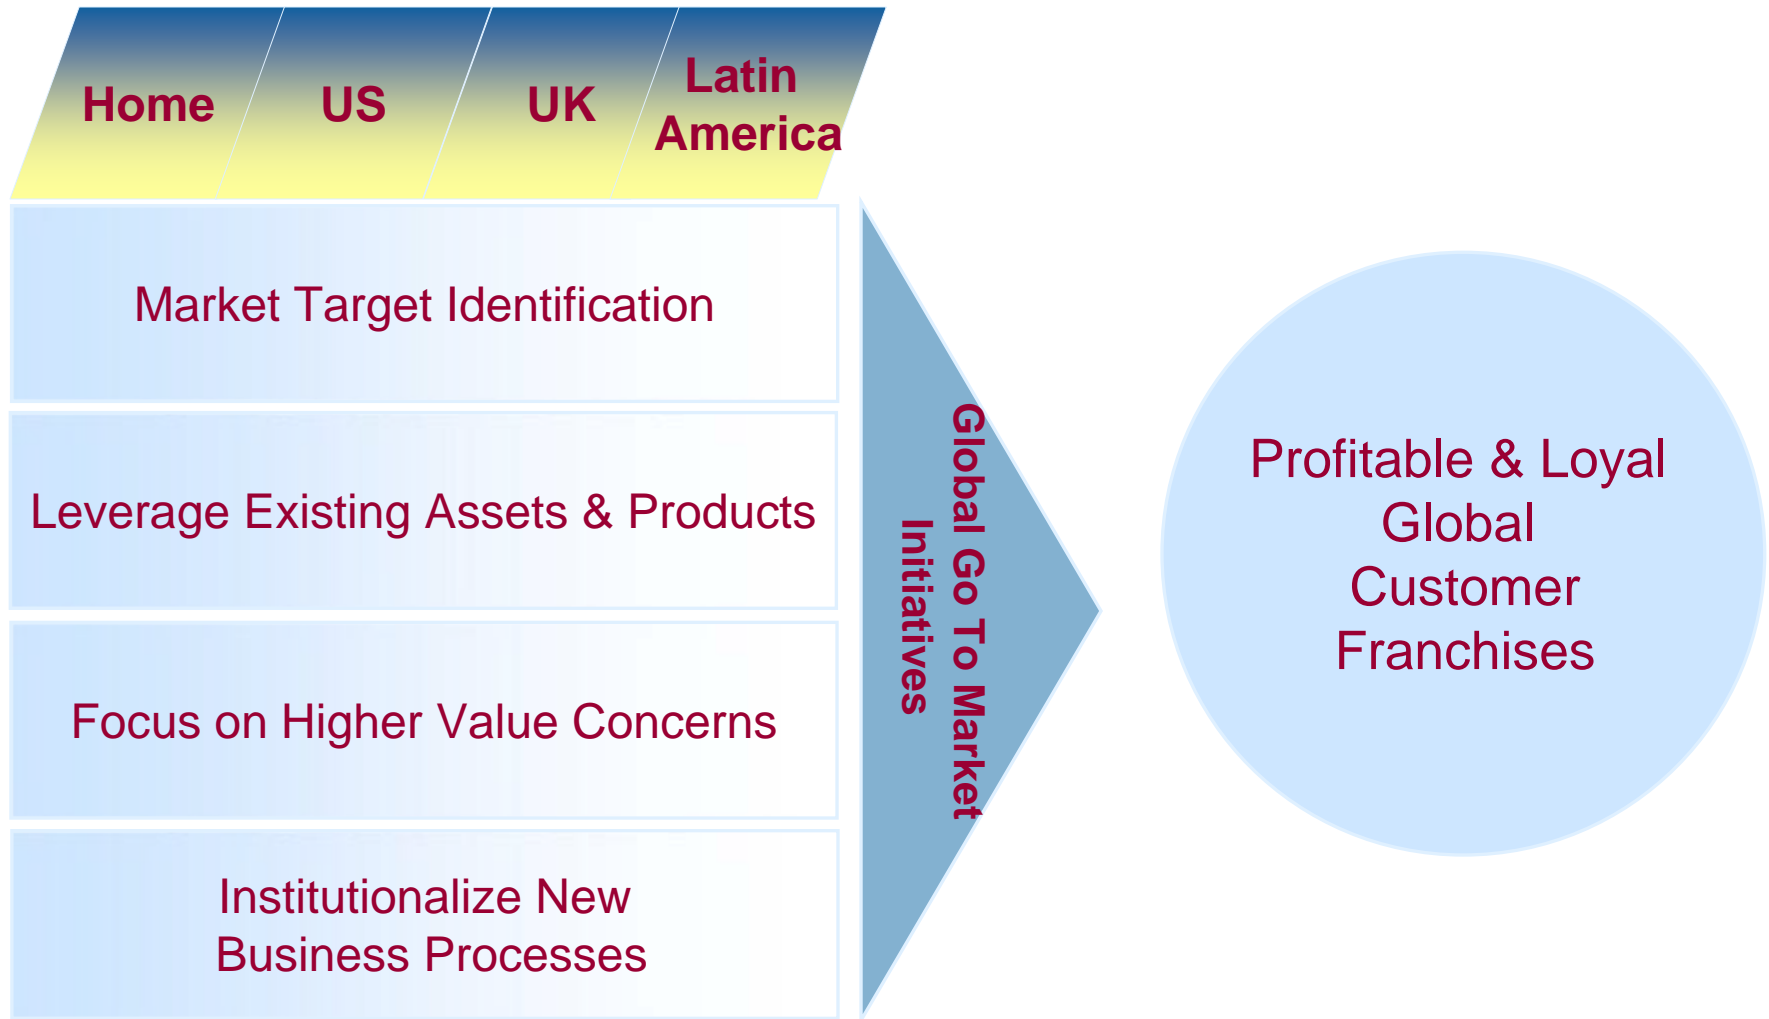 Home
US
UK
Latin
America
Market Target Identification
Leverage Existing Assets & Products
Focus on Higher Value Concerns
Institutionalize New
Business Processes
Global Go To Market
Initiatives
Profitable & Loyal
Global
Customer
Franchises